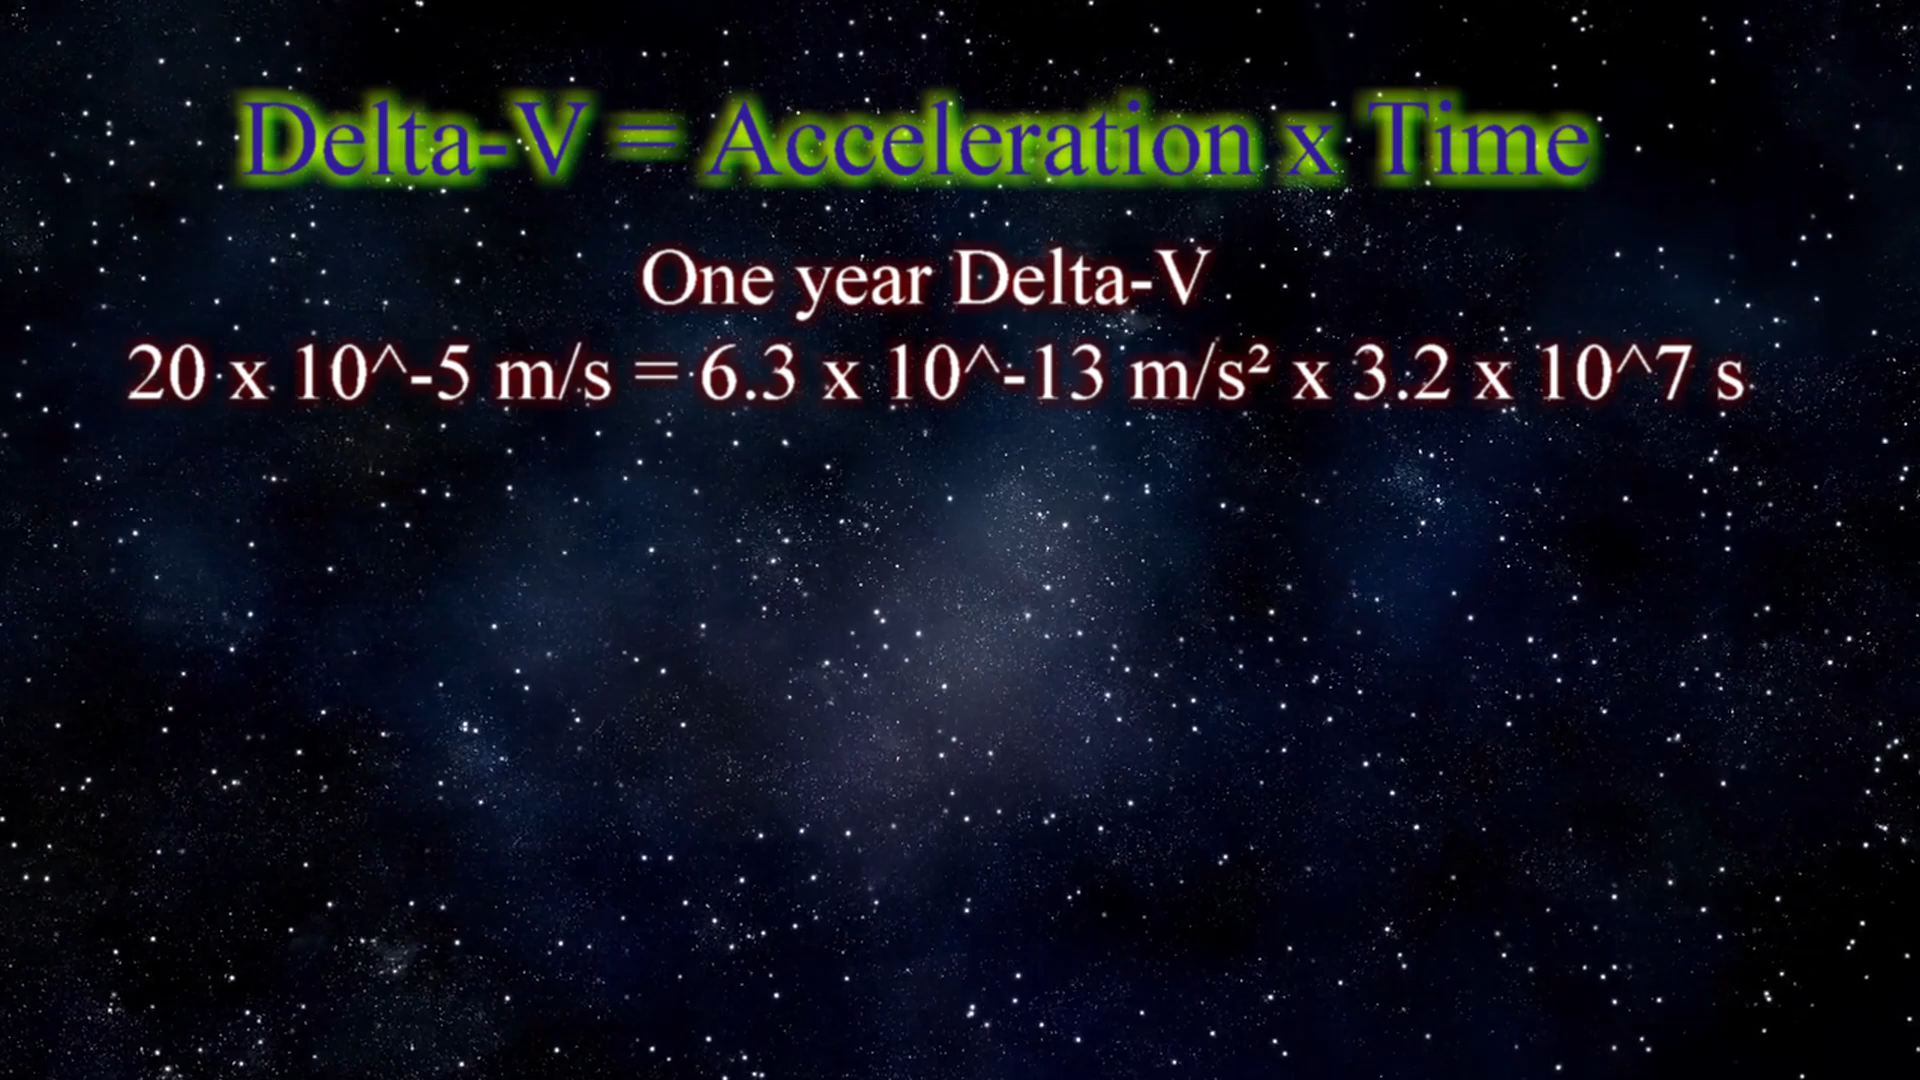 Delta-V = Acceleration x Time
One year Delta-V
20 x 10^-5 m/s = 6.3 x 10^-13 m/s² x 3.2 x 10^7 s